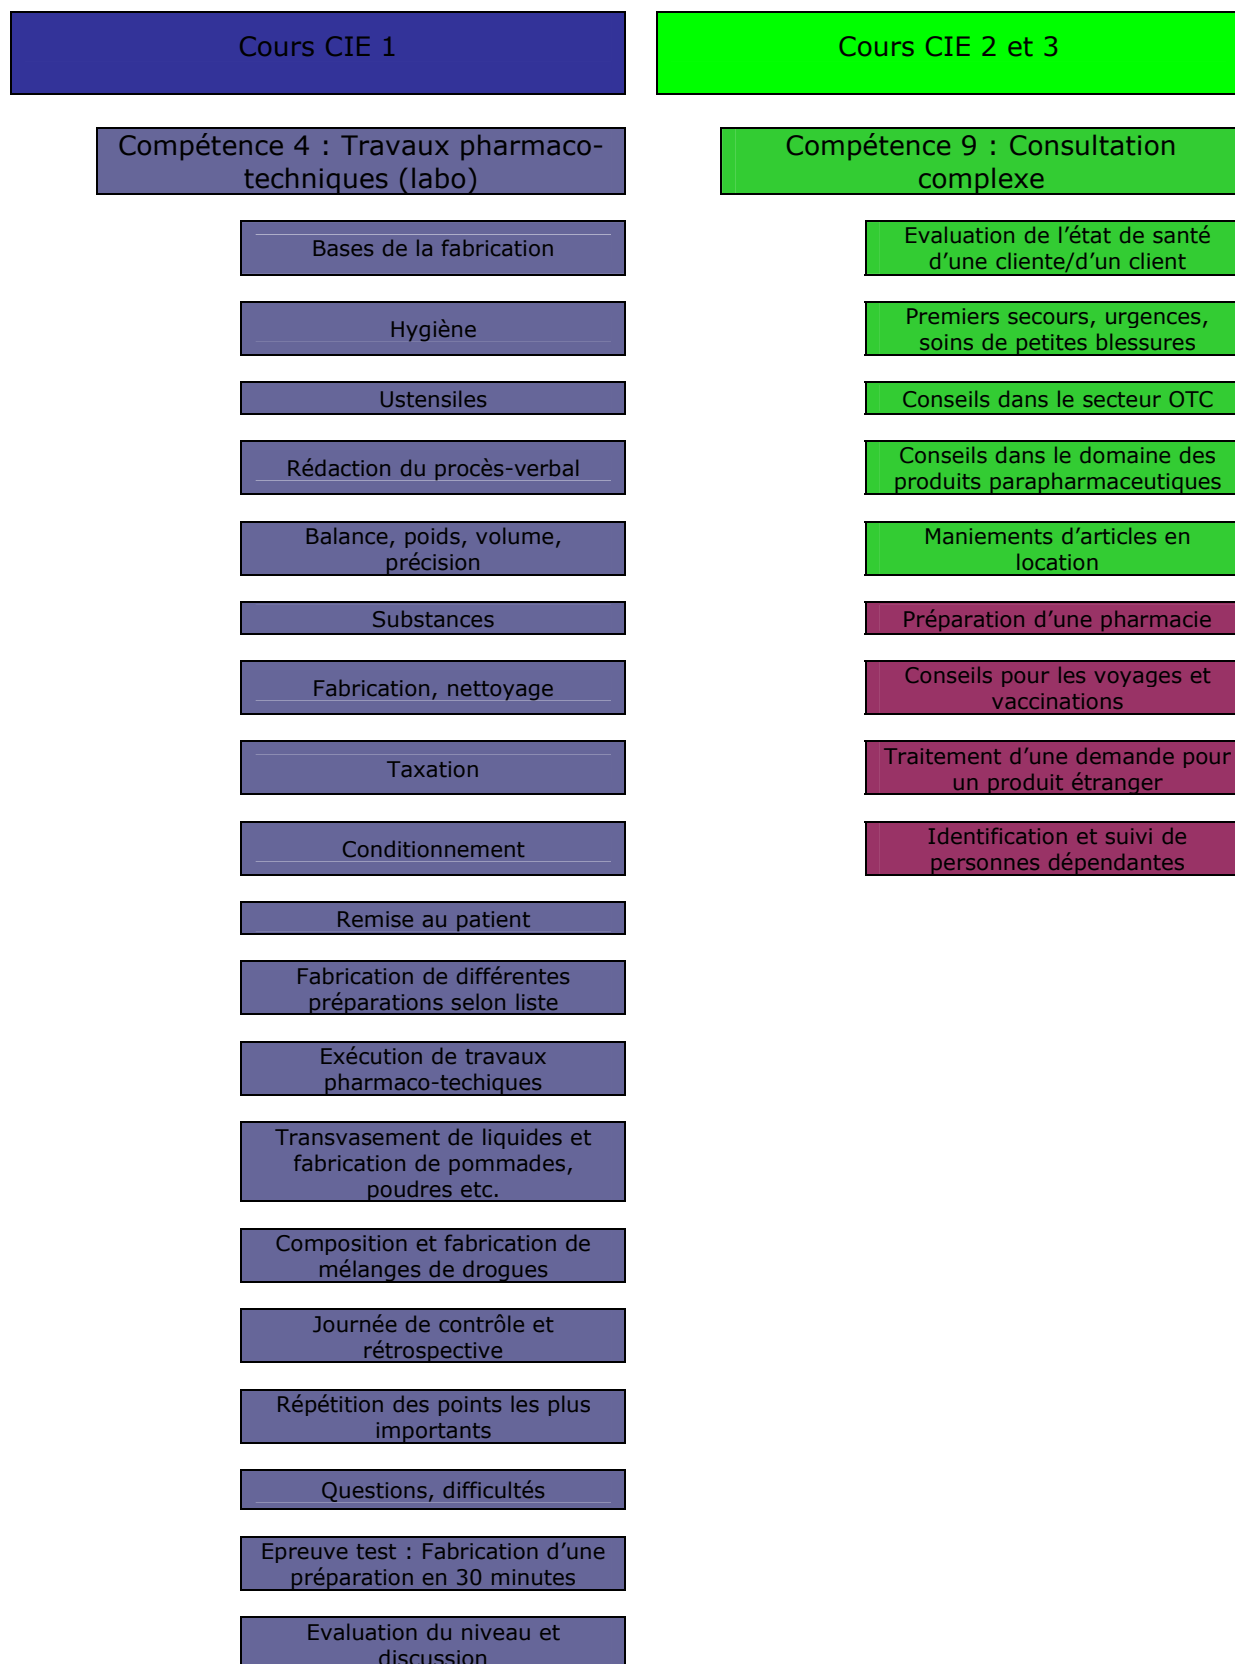 Cours CIE 1
Compétence 4 : Travaux pharmaco-
techniques (labo)
Bases de la fabrication
Hygiène
Ustensiles
Rédaction du procès-verbal
Balance, poids, volume,
précision
Substances
Fabrication, nettoyage
Taxation
Conditionnement
Remise au patient
Fabrication de différentes
préparations selon liste
Exécution de travaux
pharmaco-techiques
Transvasement de liquides et
fabrication de pommades,
poudres etc.
Composition et fabrication de
mélanges de drogues
Journée de contrôle et
rétrospective
Répétition des points les plus
importants
Questions, difficultés
Epreuve test : Fabrication d’une
préparation en 30 minutes
Evaluation du niveau et
discussion
Cours CIE 2 et 3
Compétence 9 : Consultation
complexe
Evaluation de l’état de santé
d’une cliente/d’un client
Premiers secours, urgences,
soins de petites blessures
Conseils dans le secteur OTC
Conseils dans le domaine des
produits parapharmaceutiques
Maniements d’articles en
location
Préparation d’une pharmacie
Conseils pour les voyages et
vaccinations
Traitement d’une demande pour
un produit étranger
Identification et suivi de
personnes dépendantes